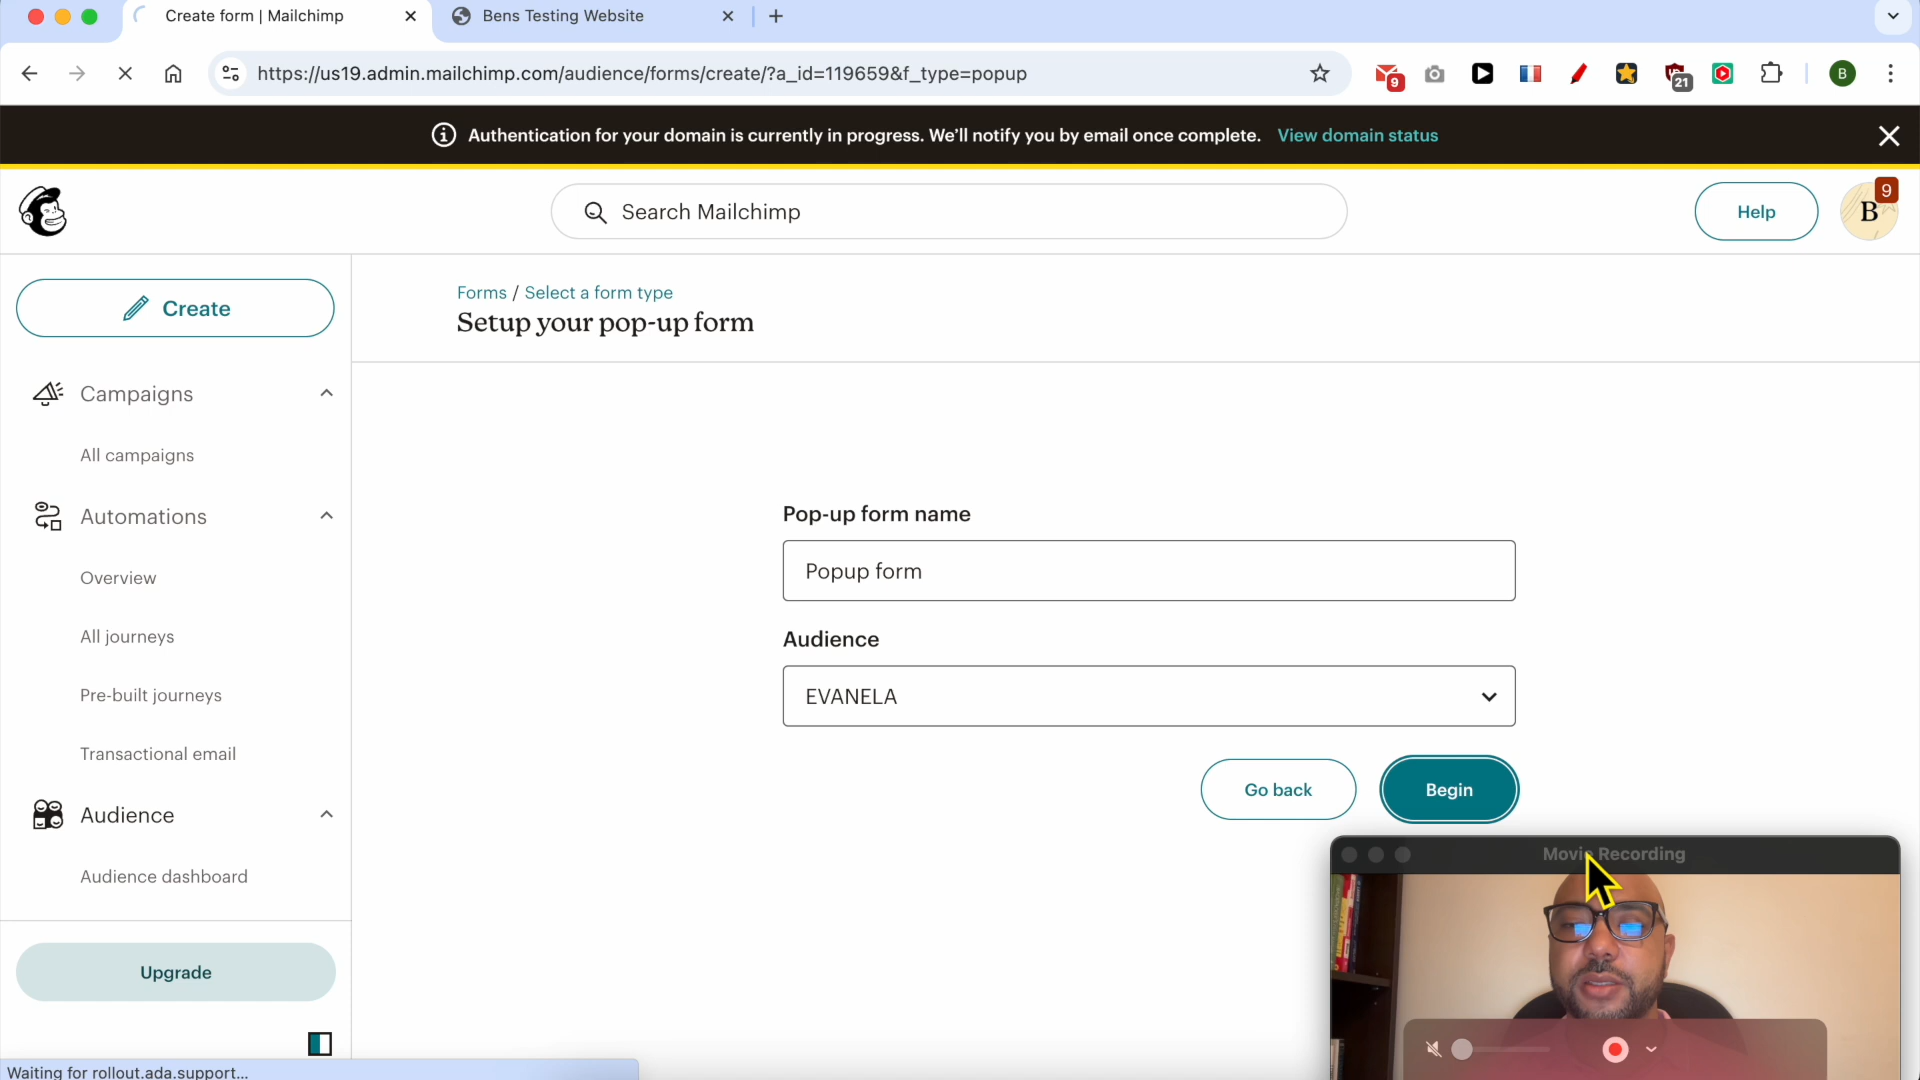 Create form | Mailchimp
Bens Testing Website
https://us19.admin.mailchimp.com/audience/forms/create/?a_id=119659&f_type=popup
9
21
B
Authentication for your domain is currently in progress. We'll notify you by email once complete. View domain status
Search Mailchimp
Help
B
9
Create
Forms / Select a form type
Setup your pop-up form
Campaigns
All campaigns
Automations
Overview
All journeys
Pre-built journeys
Transactional email
Audience
Audience dashboard
Upgrade
Pop-up form name
Popup form
Audience
EVANELA
Go back
Begin
Movie Recording
Waiting for rollout.ada.support...